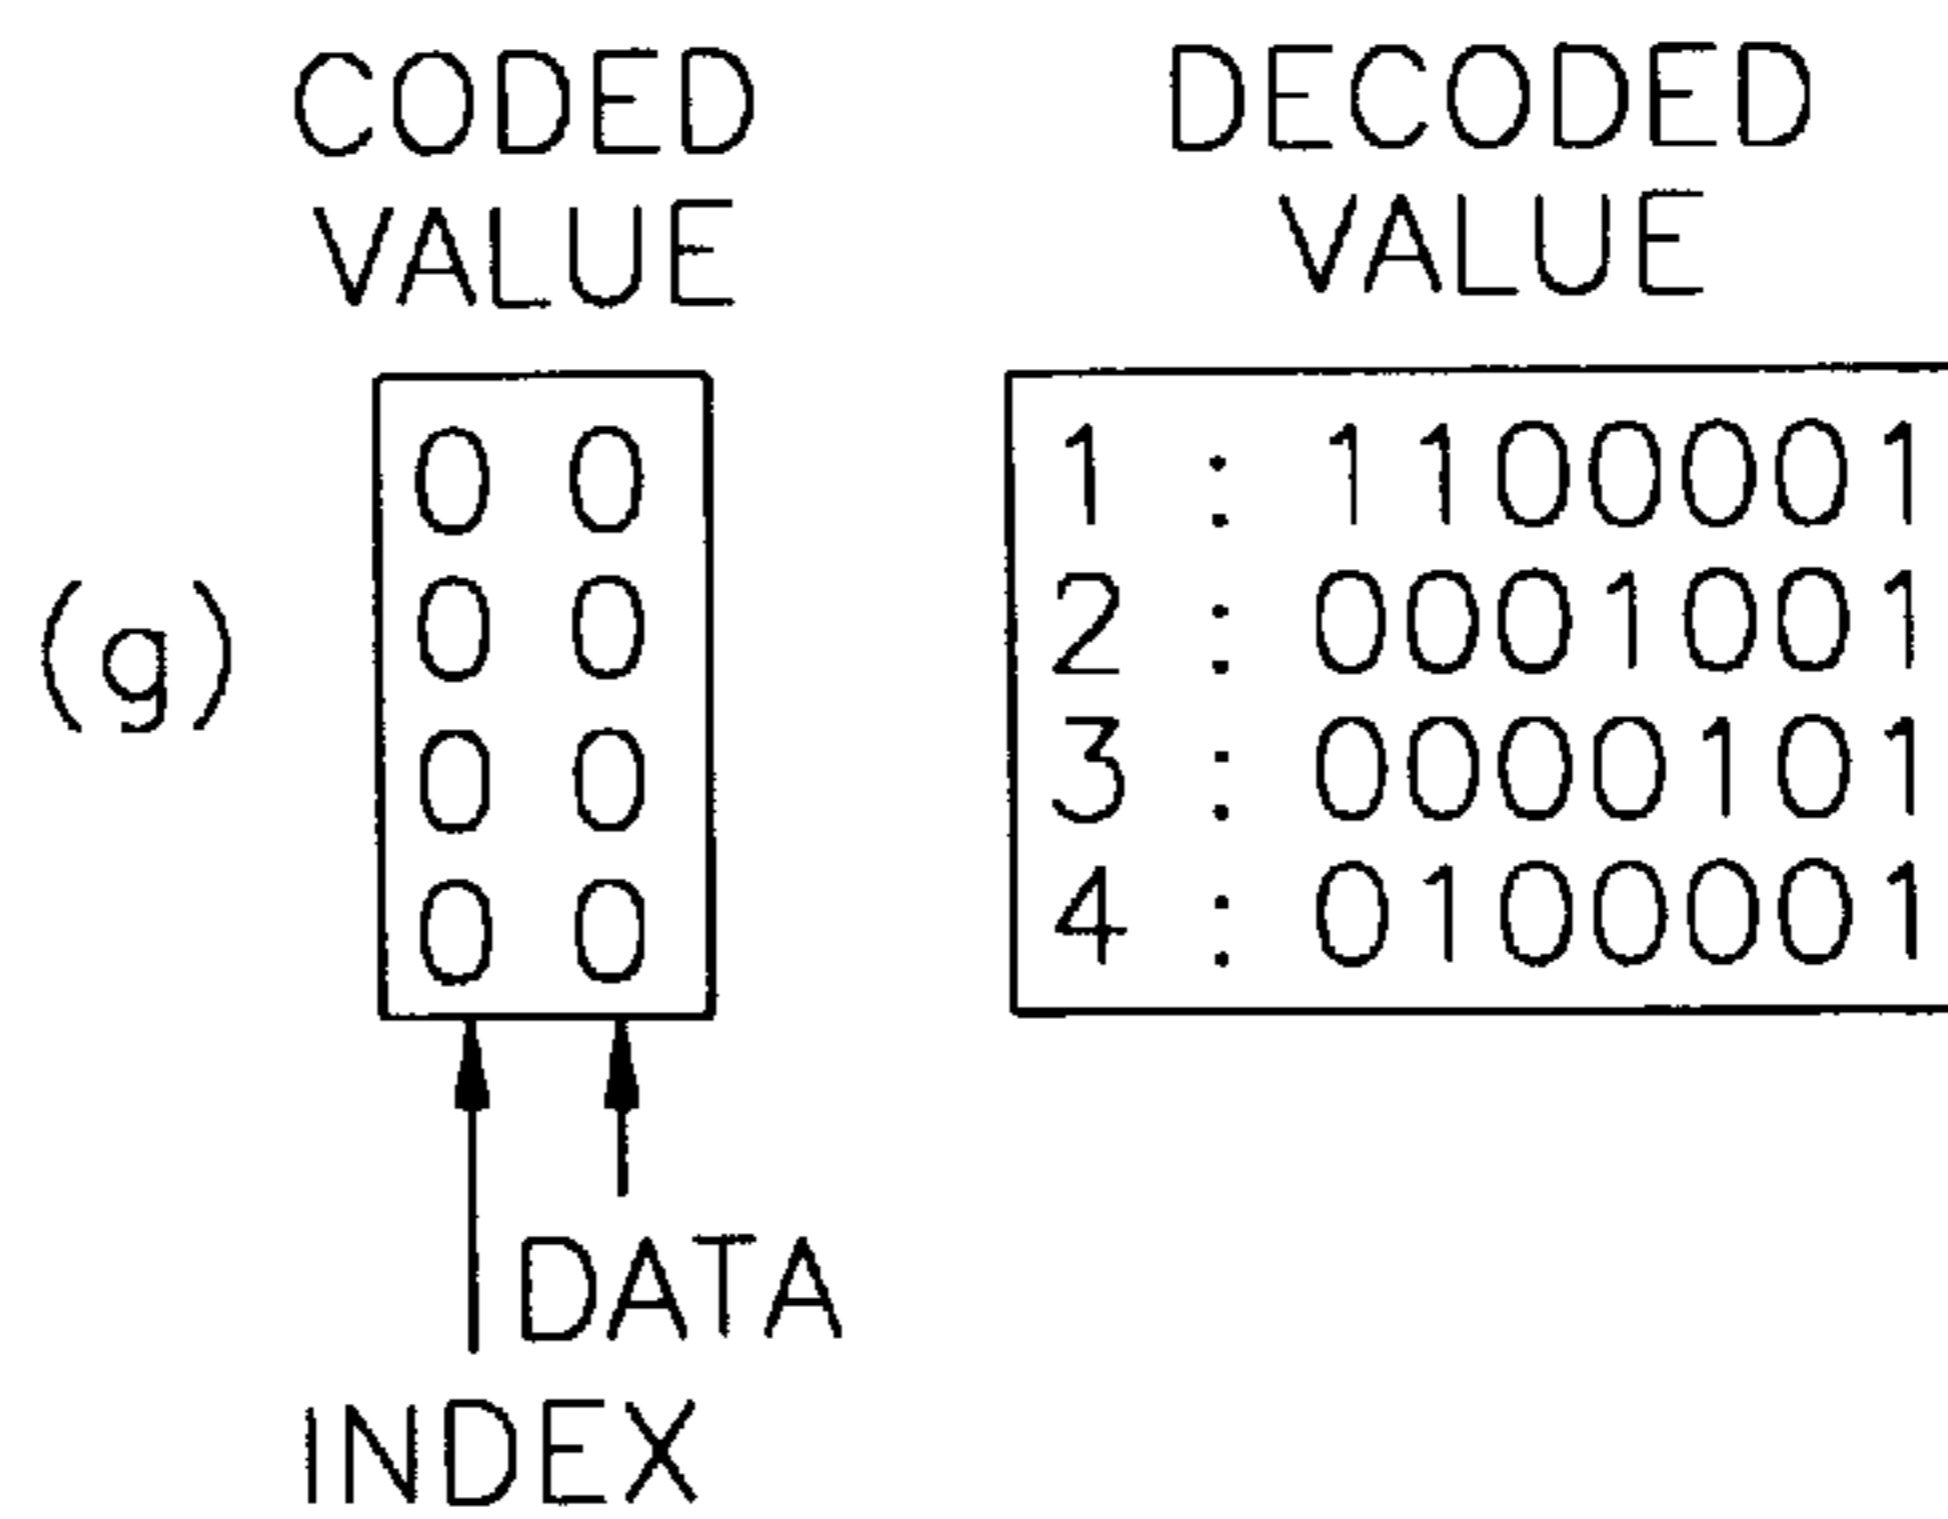 CODED DECODED
VALUE VALUE
(g)
0 0
0 0
0 0
0 0
1 : 1100001
2 : 0001001
3 : 0000101
4 : 0100001
DATA
INDEX